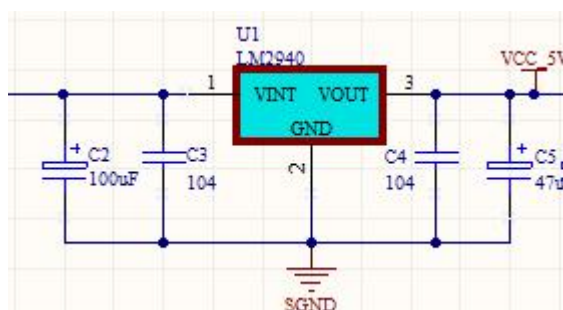 U1
LM2940
1
VINT
VOUT
3
GND
2
VCC_5V
C2
100uF
C3
104
C4
104
C5
SGND